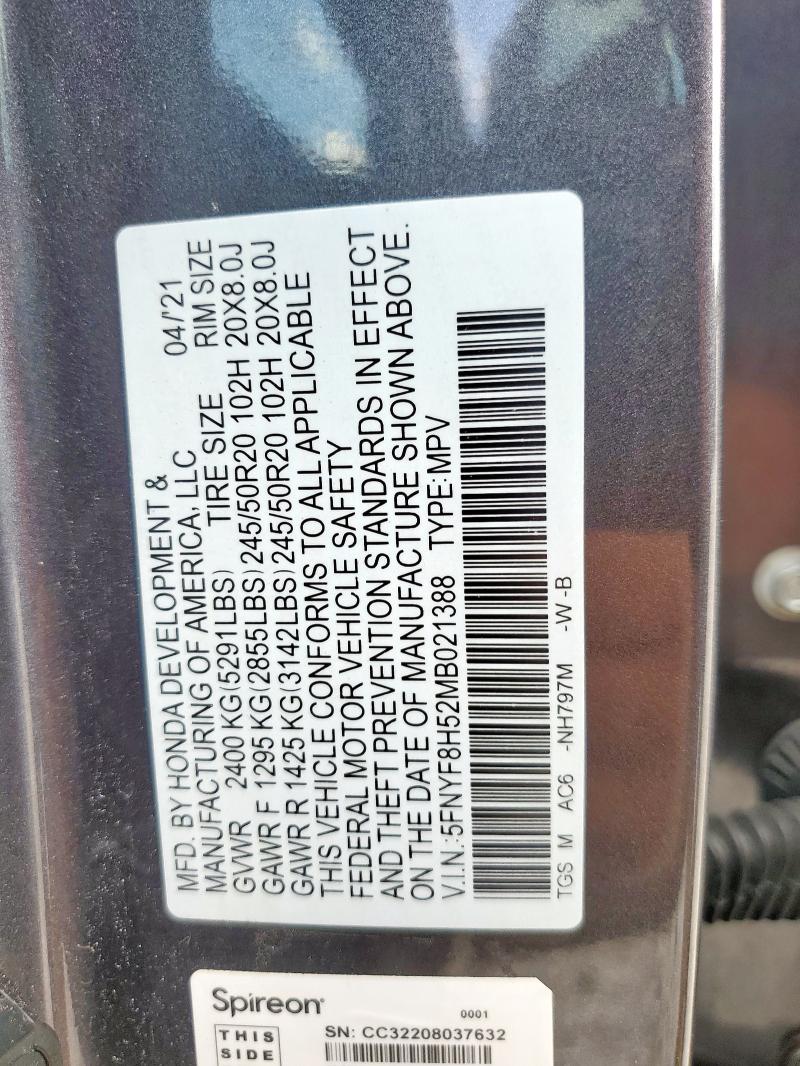 MFD. BY HONDA DEVELOPMENT & 04/'21
MANUFACTURING OF AMERICA, LLC
GVWR 2400 KG(5291LBS) TIRE SIZE RIM SIZE
GAWR F 1295 KG(2855LBS) 245/50R20 102H 20X8.0J
GAWR R 1425 KG(3142LBS) 245/50R20 102H 20X8.0J
THIS VEHICLE CONFORMS TO ALL APPLICABLE
FEDERAL MOTOR VEHICLE SAFETY
AND THEFT PREVENTION STANDARDS IN EFFECT
ON THE DATE OF MANUFACTURE SHOWN ABOVE.
V.I.N.:5FNYF8H52MB021388 TYPE:MPV
TGS M AC6 -NH797M -W -B
Spireon
0001
THIS
SIDE
SN: CC32208037632